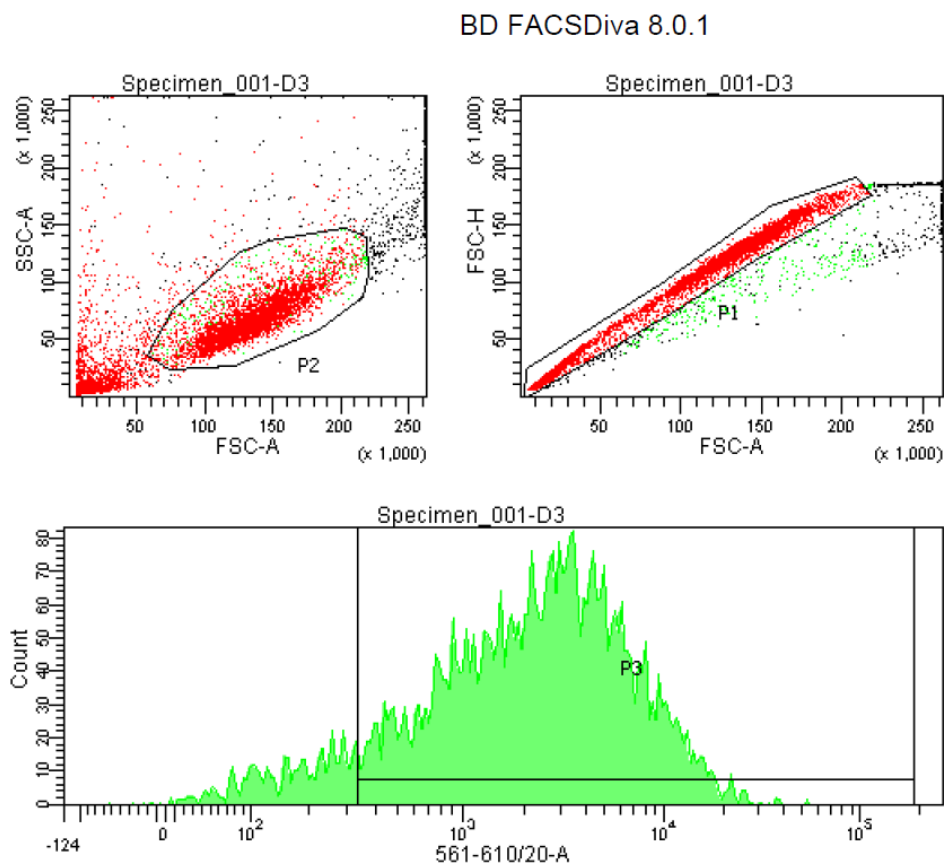 BD FACSDiva 8.0.1
Specimen_001-D3
SSC-A
(x 1,000)
250
200
150
100
50
P2
50 100 150 200 250
FSC-A
(x 1,000)
Specimen_001-D3
FSC-H
(x 1,000)
250
200
150
100
50
P1
50 100 150 200 250
FSC-A
(x 1,000)
Specimen_001-D3
Count
80
70
60
50
40
30
20
10
0
P3
-124 0 10² 10³ 10⁴ 10⁵
561-610/20-A